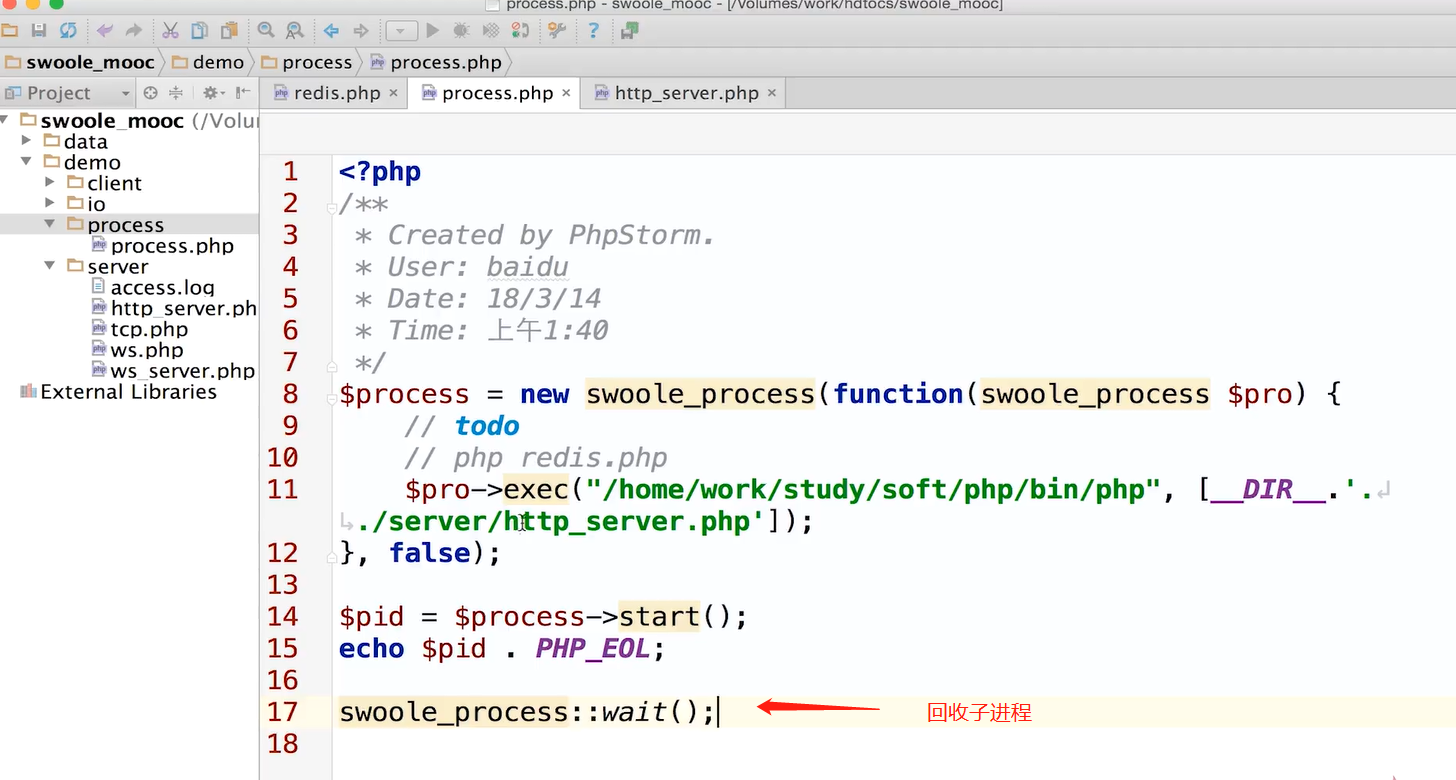 process.php - swoole_mooc - [/Volumes/work/hdtocs/swoole_mooc]
swoole_mooc demo process process.php
Project
redis.php process.php http_server.php
swoole_mooc (/Volu
data
demo
client
io
process
process.php
server
access.log
http_server.ph
tcp.php
ws.php
ws_server.php
External Libraries
1 <?php
2 /**
3 * Created by PhpStorm.
4 * User: baidu
5 * Date: 18/3/14
6 * Time: 上午1:40
7 */
8 $process = new swoole_process(function(swoole_process $pro) {
9 // todo
10 // php redis.php
11 $pro->exec("/home/work/study/soft/php/bin/php", [__DIR__.'.
./server/http_server.php']);
12 }, false);
13
14 $pid = $process->start();
15 echo $pid . PHP_EOL;
16
17 swoole_process::wait(); 回收子进程
18